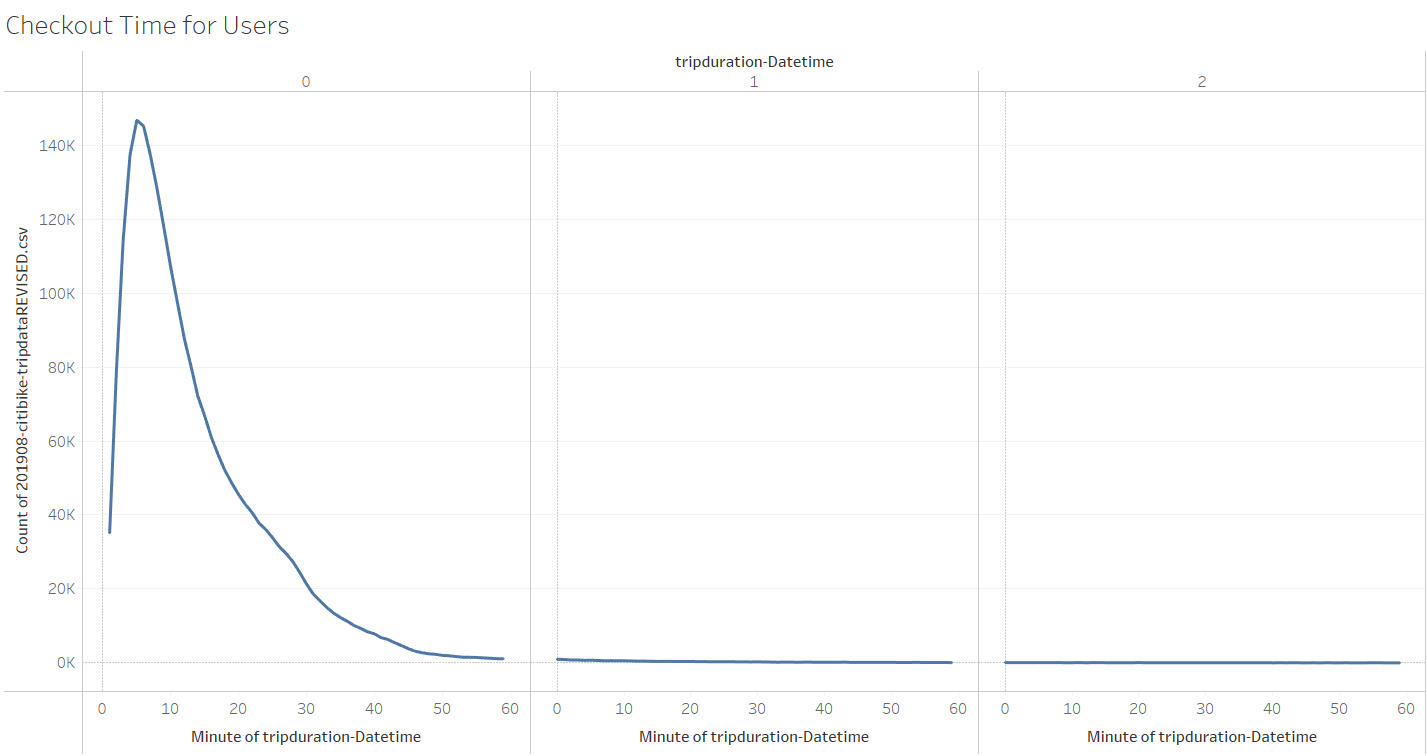 Checkout Time for Users
tripduration-Datetime
0 1 2
Count of 201908-citibike-tripdataREVISED.csv
140K
120K
100K
80K
60K
40K
20K
0K
0 10 20 30 40 50 60 0 10 20 30 40 50 60 0 10 20 30 40 50 60
Minute of tripduration-Datetime Minute of tripduration-Datetime Minute of tripduration-Datetime